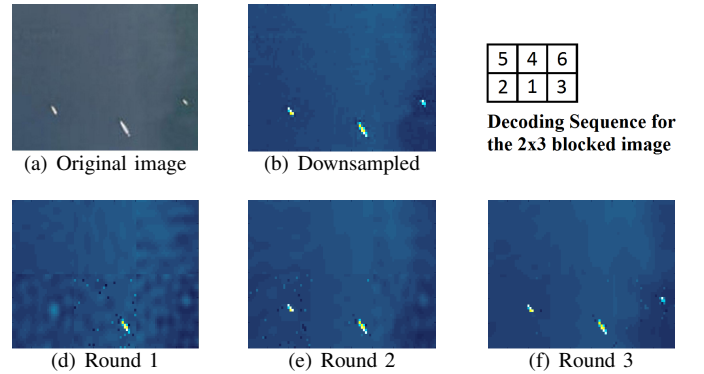 5 4 6
2 1 3
Decoding Sequence for
the 2x3 blocked image
(a) Original image
(b) Downsampled
(d) Round 1
(e) Round 2
(f) Round 3